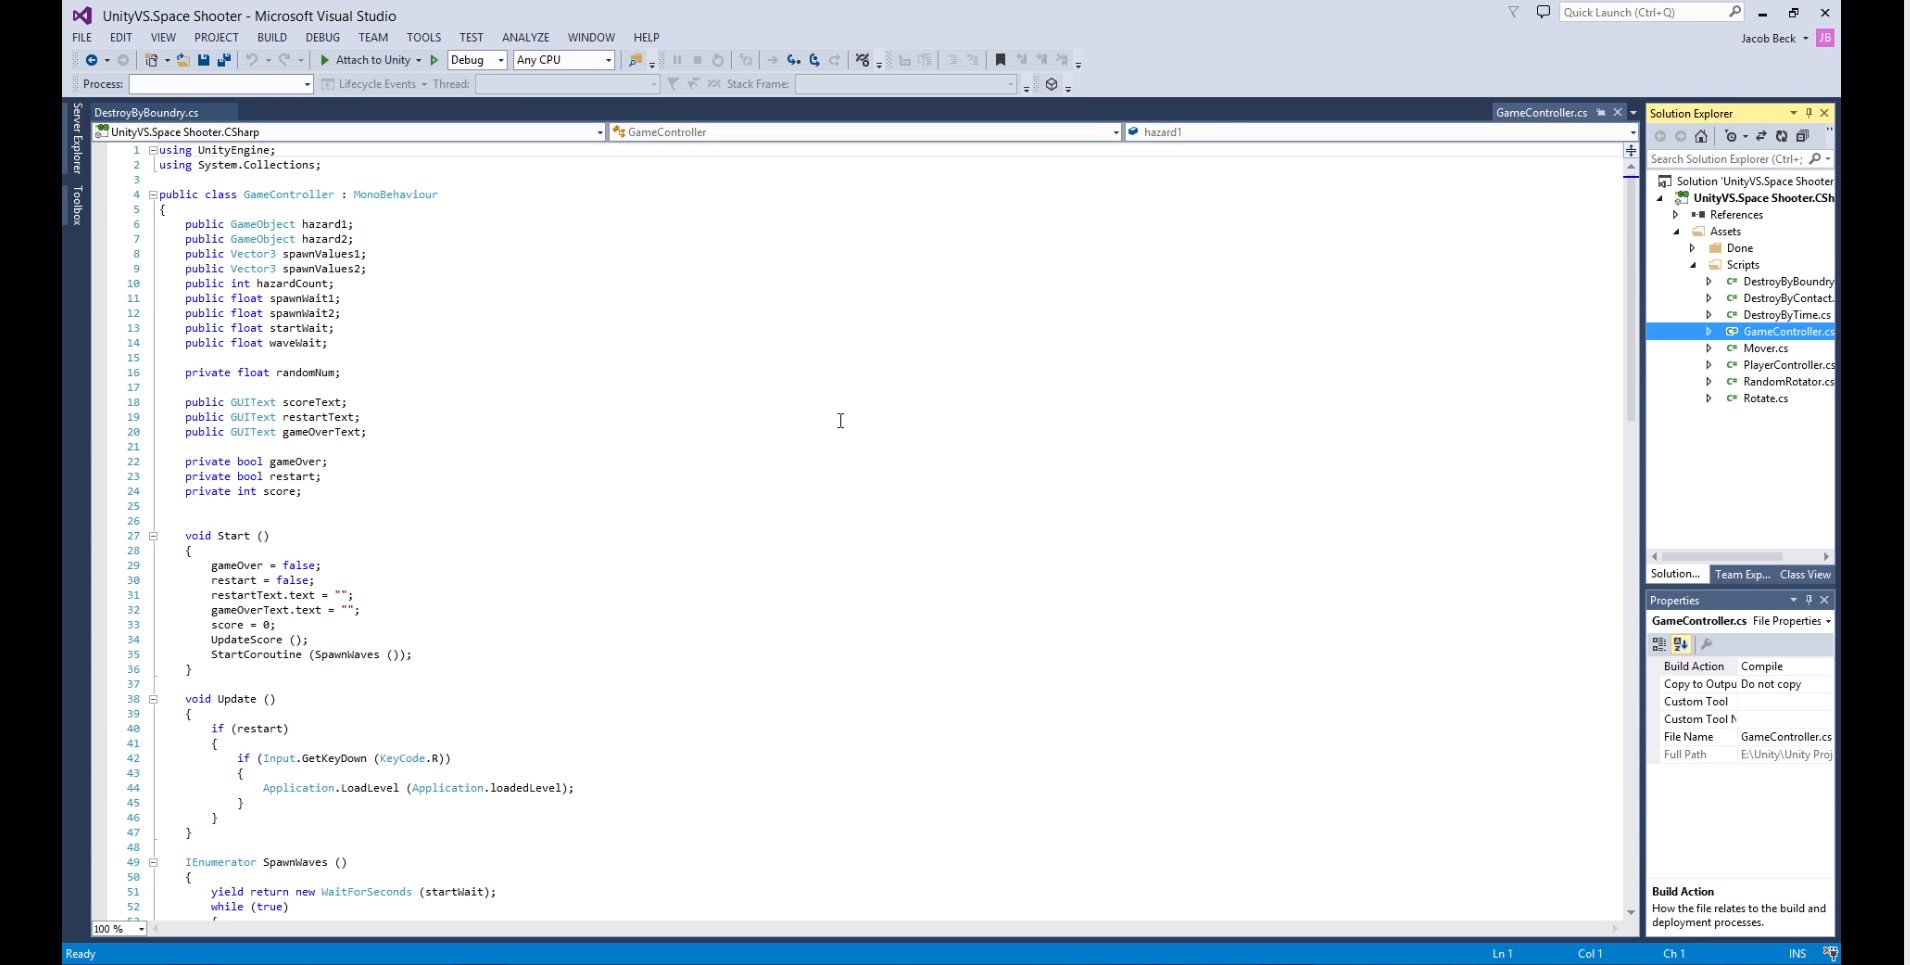 UnityVS.Space Shooter - Microsoft Visual Studio
Quick Launch (Ctrl+Q)
FILE EDIT VIEW PROJECT BUILD DEBUG TEAM TOOLS TEST ANALYZE WINDOW HELP
Jacob Beck JB
Attach to Unity Debug Any CPU
Process: Lifecycle Events Thread: Stack Frame:
Server Explorer
Toolbox
DestroyByBoundry.cs GameController.cs
UnityVS.Space Shooter.CSharp GameController hazard1
1 using UnityEngine;
2 using System.Collections;
3
4 public class GameController : MonoBehaviour
5 {
6 public GameObject hazard1;
7 public GameObject hazard2;
8 public Vector3 spawnValues1;
9 public Vector3 spawnValues2;
10 public int hazardCount;
11 public float spawnWait1;
12 public float spawnWait2;
13 public float startWait;
14 public float waveWait;
15
16 private float randomNum;
17
18 public GUIText scoreText;
19 public GUIText restartText;
20 public GUIText gameOverText;
21
22 private bool gameOver;
23 private bool restart;
24 private int score;
25
26
27 void Start ()
28 {
29 gameOver = false;
30 restart = false;
31 restartText.text = "";
32 gameOverText.text = "";
33 score = 0;
34 UpdateScore ();
35 StartCoroutine (SpawnWaves ());
36 }
37
38 void Update ()
39 {
40 if (restart)
41 {
42 if (Input.GetKeyDown (KeyCode.R))
43 {
44 Application.LoadLevel (Application.loadedLevel);
45 }
46 }
47 }
48
49 IEnumerator SpawnWaves ()
50 {
51 yield return new WaitForSeconds (startWait);
52 while (true)
100 %
Solution Explorer
Search Solution Explorer (Ctrl+;
Solution 'UnityVS.Space Shooter
UnityVS.Space Shooter.CSh
References
Assets
Done
Scripts
DestroyByBoundry
DestroyByContact.
DestroyByTime.cs
GameController.cs
Mover.cs
PlayerController.cs
RandomRotator.cs
Rotate.cs
Solution... Team Exp... Class View
Properties
GameController.cs File Properties
Build Action Compile
Copy to Outpu Do not copy
Custom Tool
Custom Tool N
File Name GameController.cs
Full Path E:\Unity\Unity Proj
Build Action
How the file relates to the build and
deployment processes.
Ready Ln 1 Col 1 Ch 1 INS